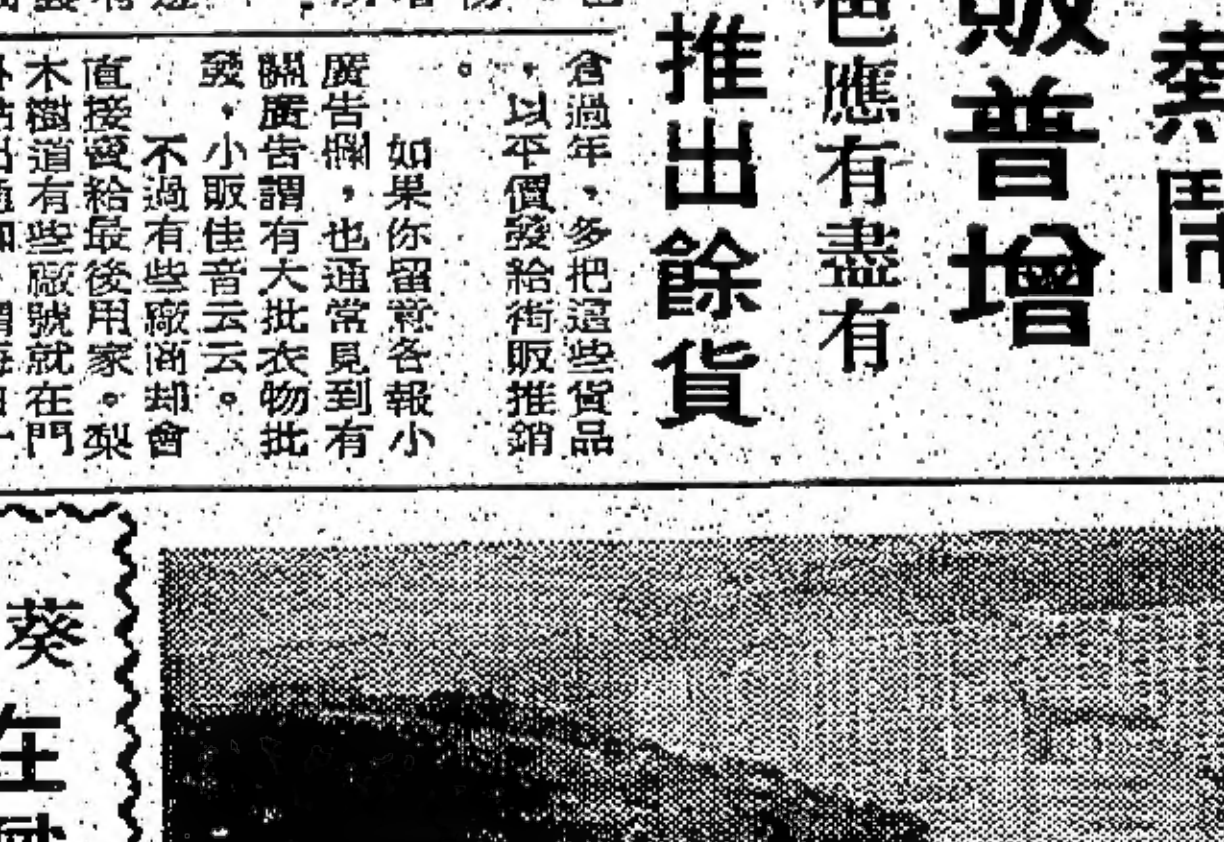 熱鬧
販普增
色應有盡有
推出餘貨
倉過年，多把這些貨品
，以平價發給街販推銷
。
如果你留意各報小
廣告欄，也通常見到有
關廣告謂有大批衣物批
發，小販佳音云云。
不過有些廠商却會
直接賣給最後用家。梨
木樹道有些廠號就在門
葵
在